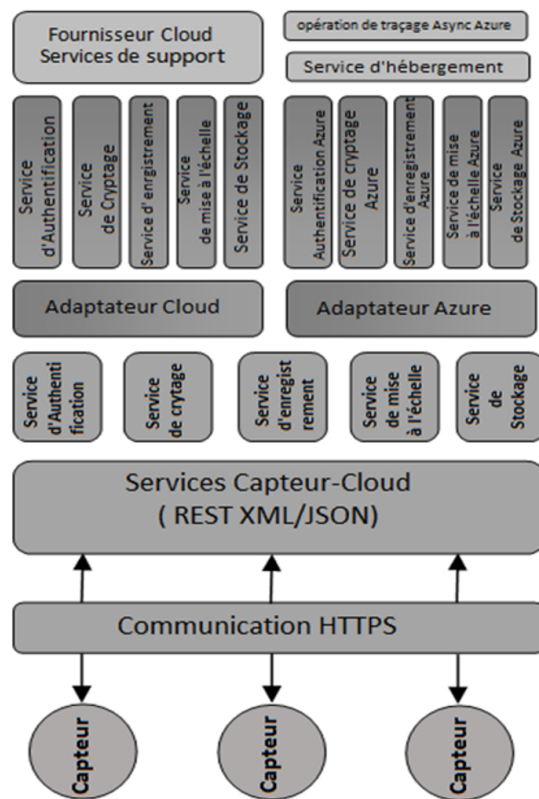 Fournisseur Cloud
Services de support
opération de traçage Async Azure
Service d'hébergement
Service
d'Authentification
Service
de Cryptage
Service d' enrgistrement
Service
de mise à l'échelle
Service de Stockage
Service
Authentification Azure
Service de cryptage
Azure
Service d'enregistrement
Azure
Service de mise
à l'échelle Azure
Service
de Stockage Azure
Adaptateur Cloud
Adaptateur Azure
Service
d'Authenti
fication
Service
de crytage
Service
d'enregist
rement
Service
de mise
à l'échelle
Service
de
Stockage
Services Capteur-Cloud
( REST XML/JSON)
Communication HTTPS
Capteur
Capteur
Capteur